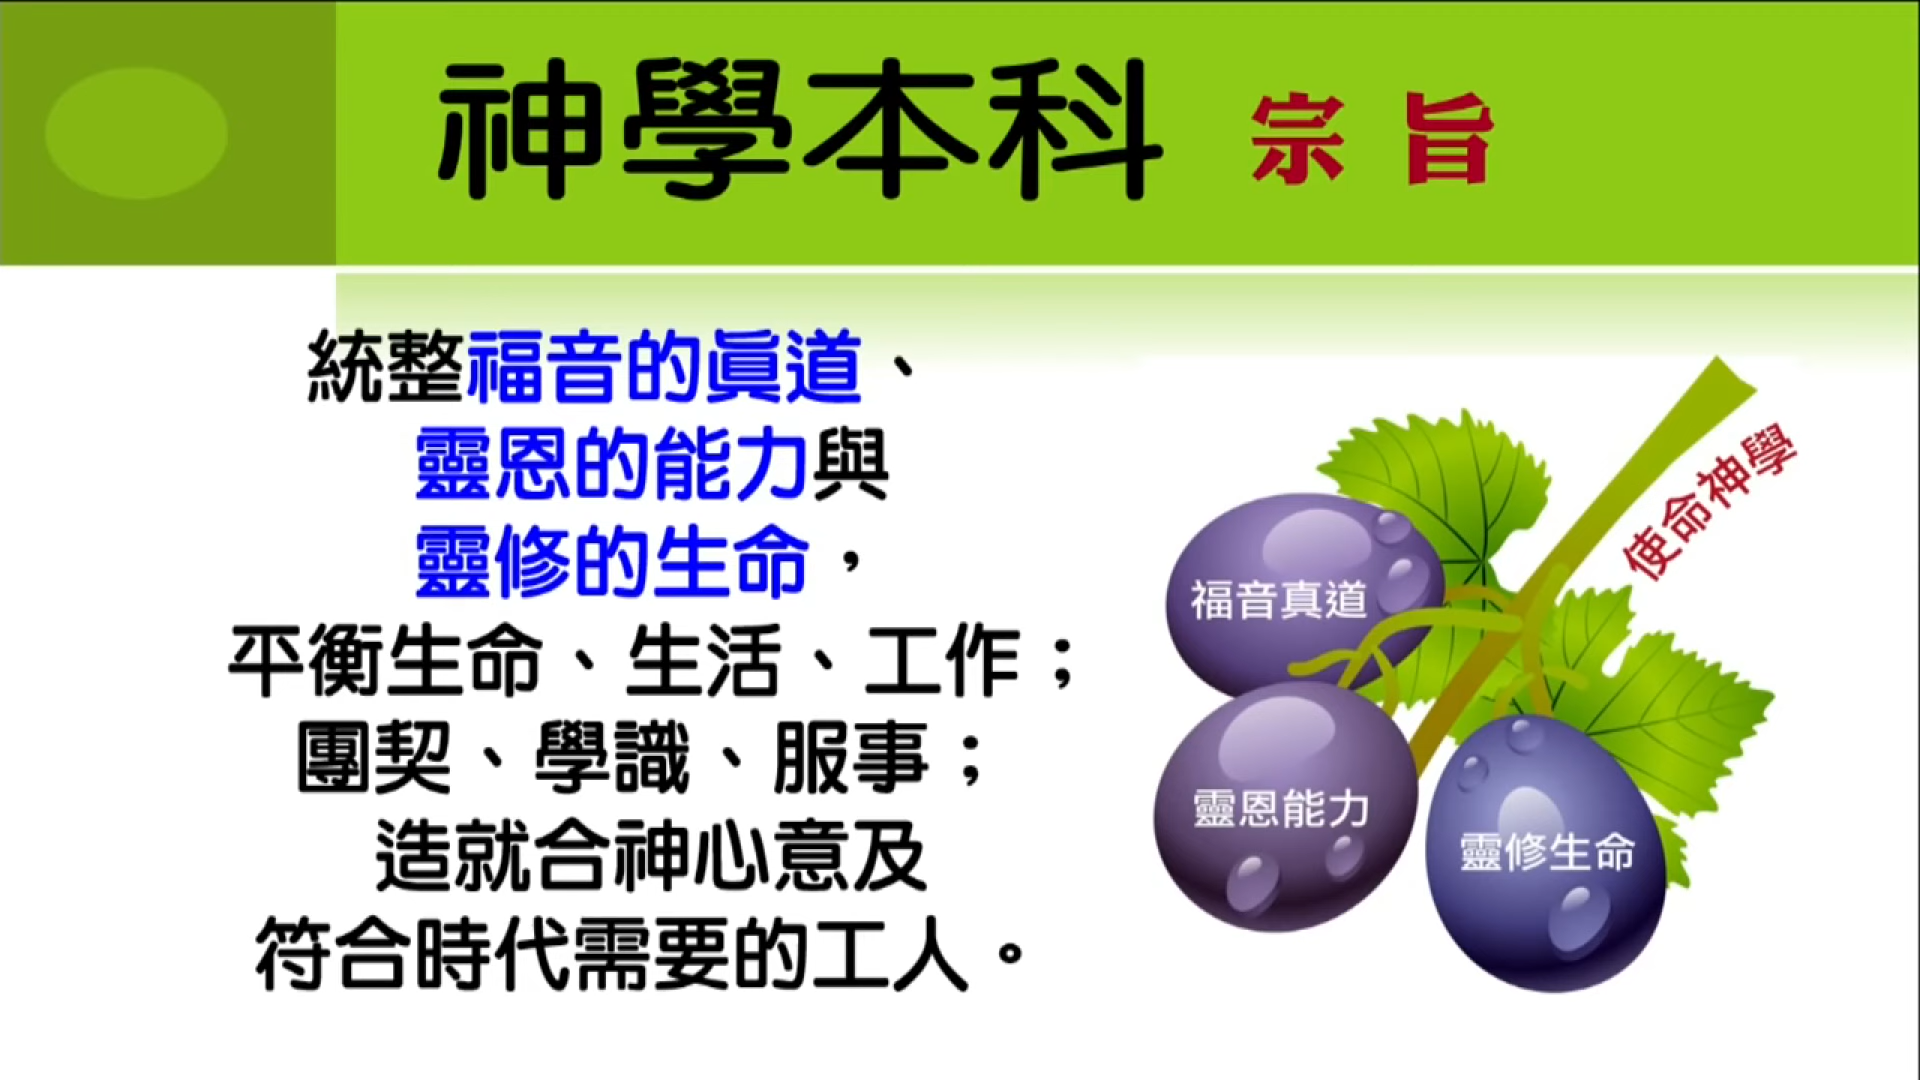 神學本科 宗旨
統整福音的眞道、
靈恩的能力與
靈修的生命，
平衡生命、生活、工作；
團契、學識、服事；
造就合神心意及
符合時代需要的工人。
使命神學
福音真道
靈恩能力
靈修生命